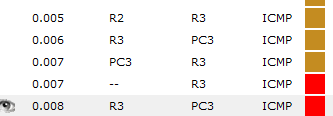 0.005 R2 R3 ICMP
0.006 R3 PC3 ICMP
0.007 PC3 R3 ICMP
0.007 -- R3 ICMP
0.008 R3 PC3 ICMP